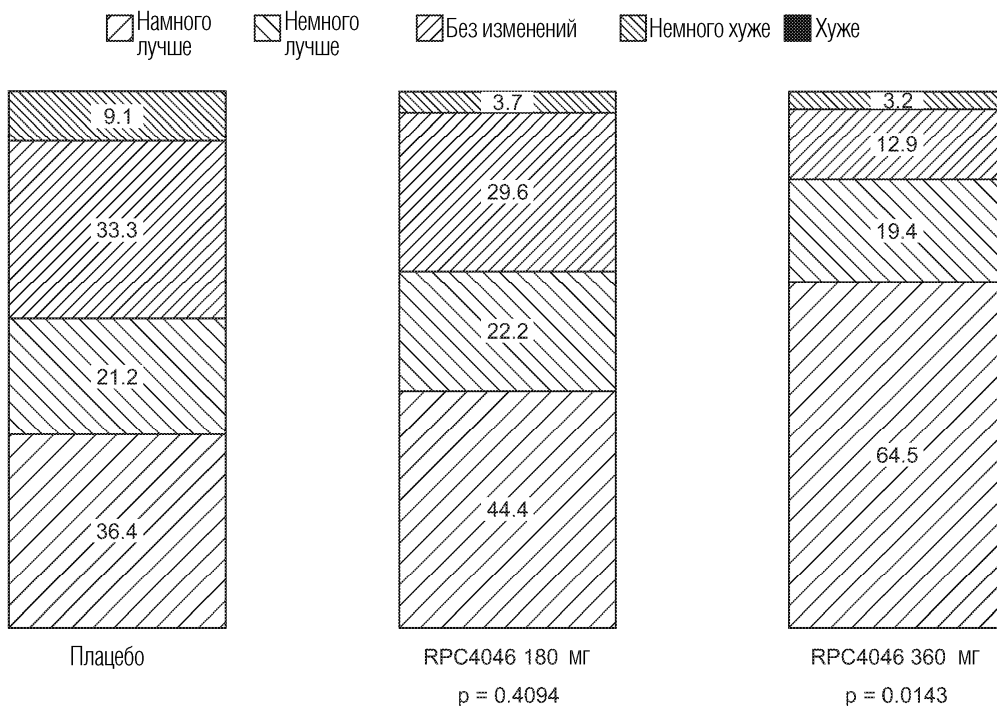 Намного лучше
Немного лучше
Без изменений
Немного хуже
Хуже
9.1
33.3
21.2
36.4
Плацебо
3.7
29.6
22.2
44.4
RPC4046 180 мг
p = 0.4094
3.2
12.9
19.4
64.5
RPC4046 360 мг
p = 0.0143